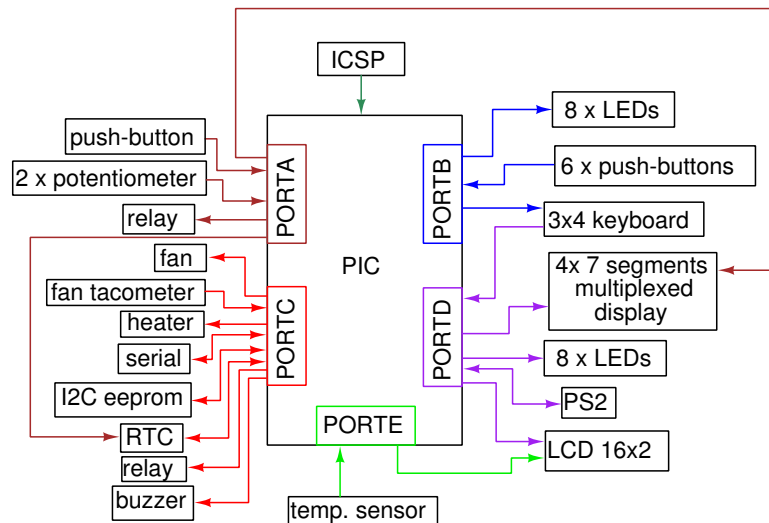 ICSP
push-button
2 x potentiometer
relay
fan
fan tacometer
heater
serial
I2C eeprom
RTC
relay
buzzer
PORTA
PORTC
PIC
PORTB
PORTD
PORTE
temp. sensor
8 x LEDs
6 x push-buttons
3x4 keyboard
4x 7 segments
multiplexed
display
8 x LEDs
PS2
LCD 16x2